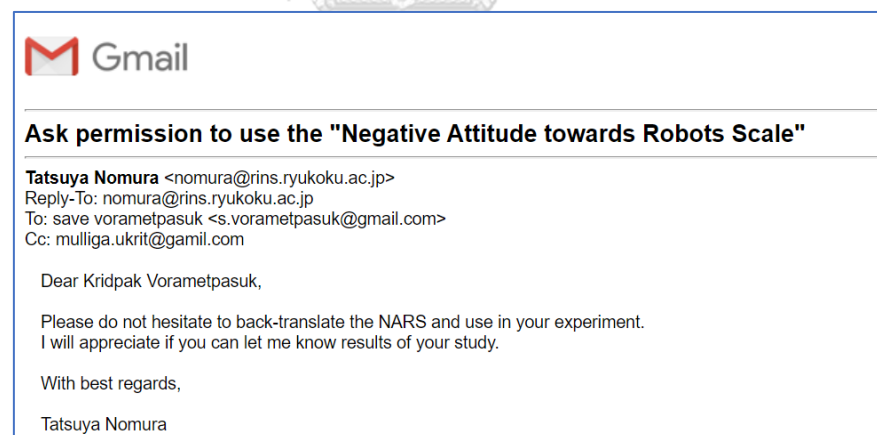 Gmail
Ask permission to use the "Negative Attitude towards Robots Scale"
Tatsuya Nomura <nomura@rins.ryukoku.ac.jp>
Reply-To: nomura@rins.ryukoku.ac.jp
To: save vorametpasuk <s.vorametpasuk@gmail.com>
Cc: mulliga.ukrit@gamil.com
Dear Kridpak Vorametpasuk,
Please do not hesitate to back-translate the NARS and use in your experiment.
I will appreciate if you can let me know results of your study.
With best regards,
Tatsuya Nomura